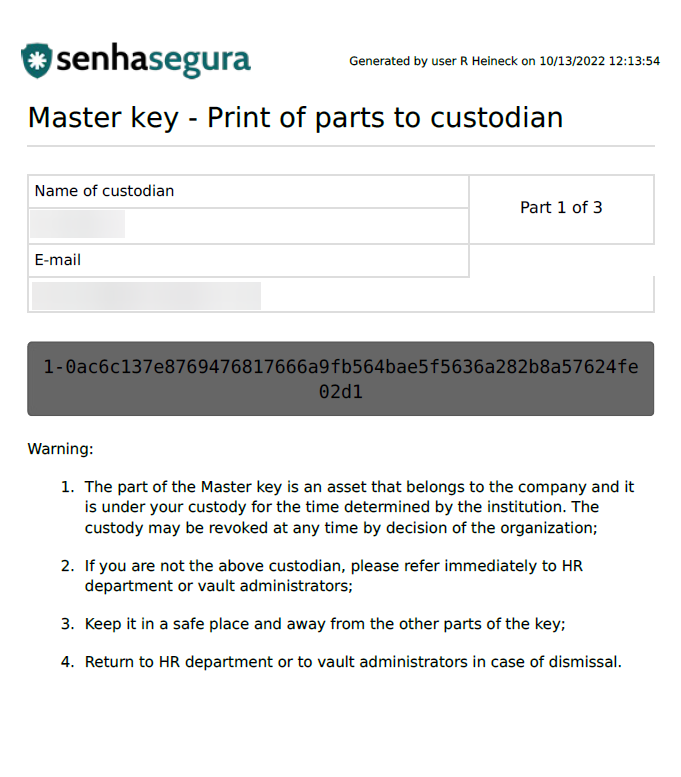 senhasegura
Generated by user R Heineck on 10/13/2022 12:13:54
Master key - Print of parts to custodian
Name of custodian
Part 1 of 3
E-mail
1-0ac6c137e8769476817666a9fb564bae5f5636a282b8a57624fe
02d1
Warning:
1. The part of the Master key is an asset that belongs to the company and it
is under your custody for the time determined by the institution. The
custody may be revoked at any time by decision of the organization;
2. If you are not the above custodian, please refer immediately to HR
department or vault administrators;
3. Keep it in a safe place and away from the other parts of the key;
4. Return to HR department or to vault administrators in case of dismissal.